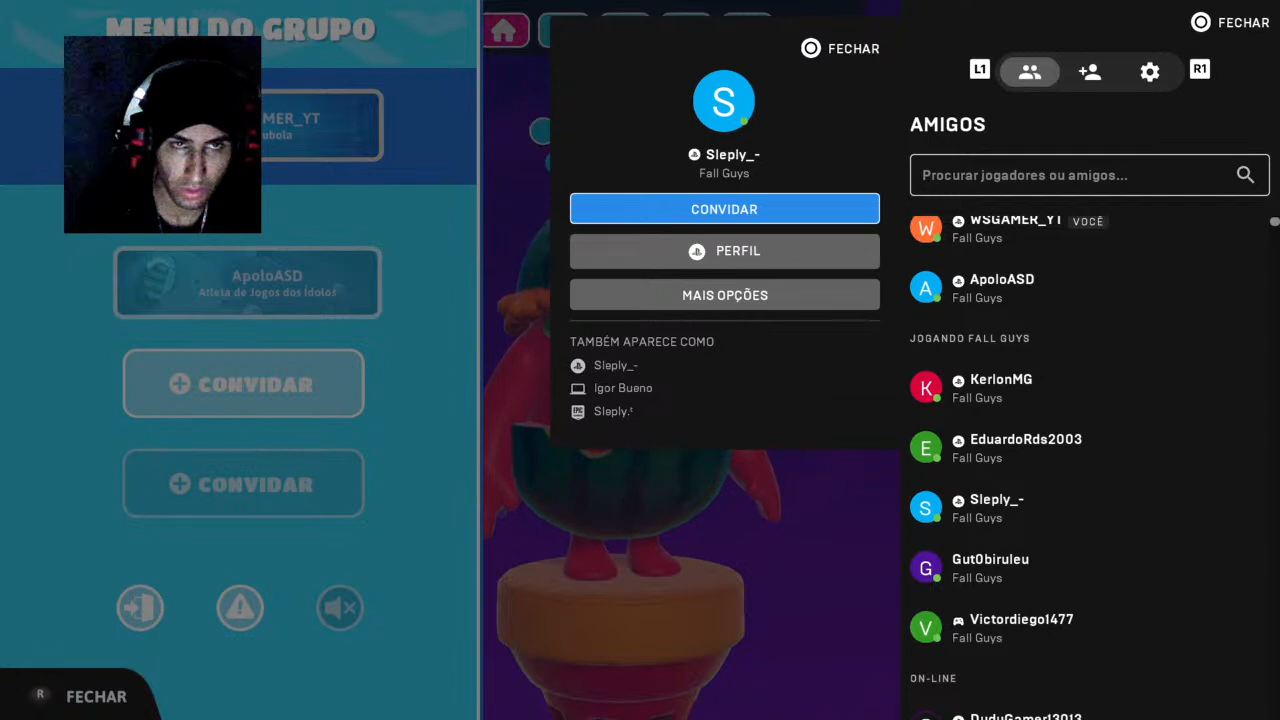 MENU DO GRUPO
MER_YT
ubola
ApoloASD
Atleta de Jogos dos Ídolos
CONVIDAR
CONVIDAR
R FECHAR
FECHAR
S
Sleply_-
Fall Guys
CONVIDAR
PERFIL
MAIS OPÇÕES
TAMBÉM APARECE COMO
Sleply_-
Igor Bueno
EPIC Sleply.ᵗ
FECHAR
L1 R1
AMIGOS
Procurar jogadores ou amigos...
W WSGAMER_YT VOCÊ
Fall Guys
A ApoloASD
Fall Guys
JOGANDO FALL GUYS
K KerlonMG
Fall Guys
E EduardoRds2003
Fall Guys
S Sleply_-
Fall Guys
G Gut0biruleu
Fall Guys
V Victordiego1477
Fall Guys
ON-LINE
DuduGamer13013